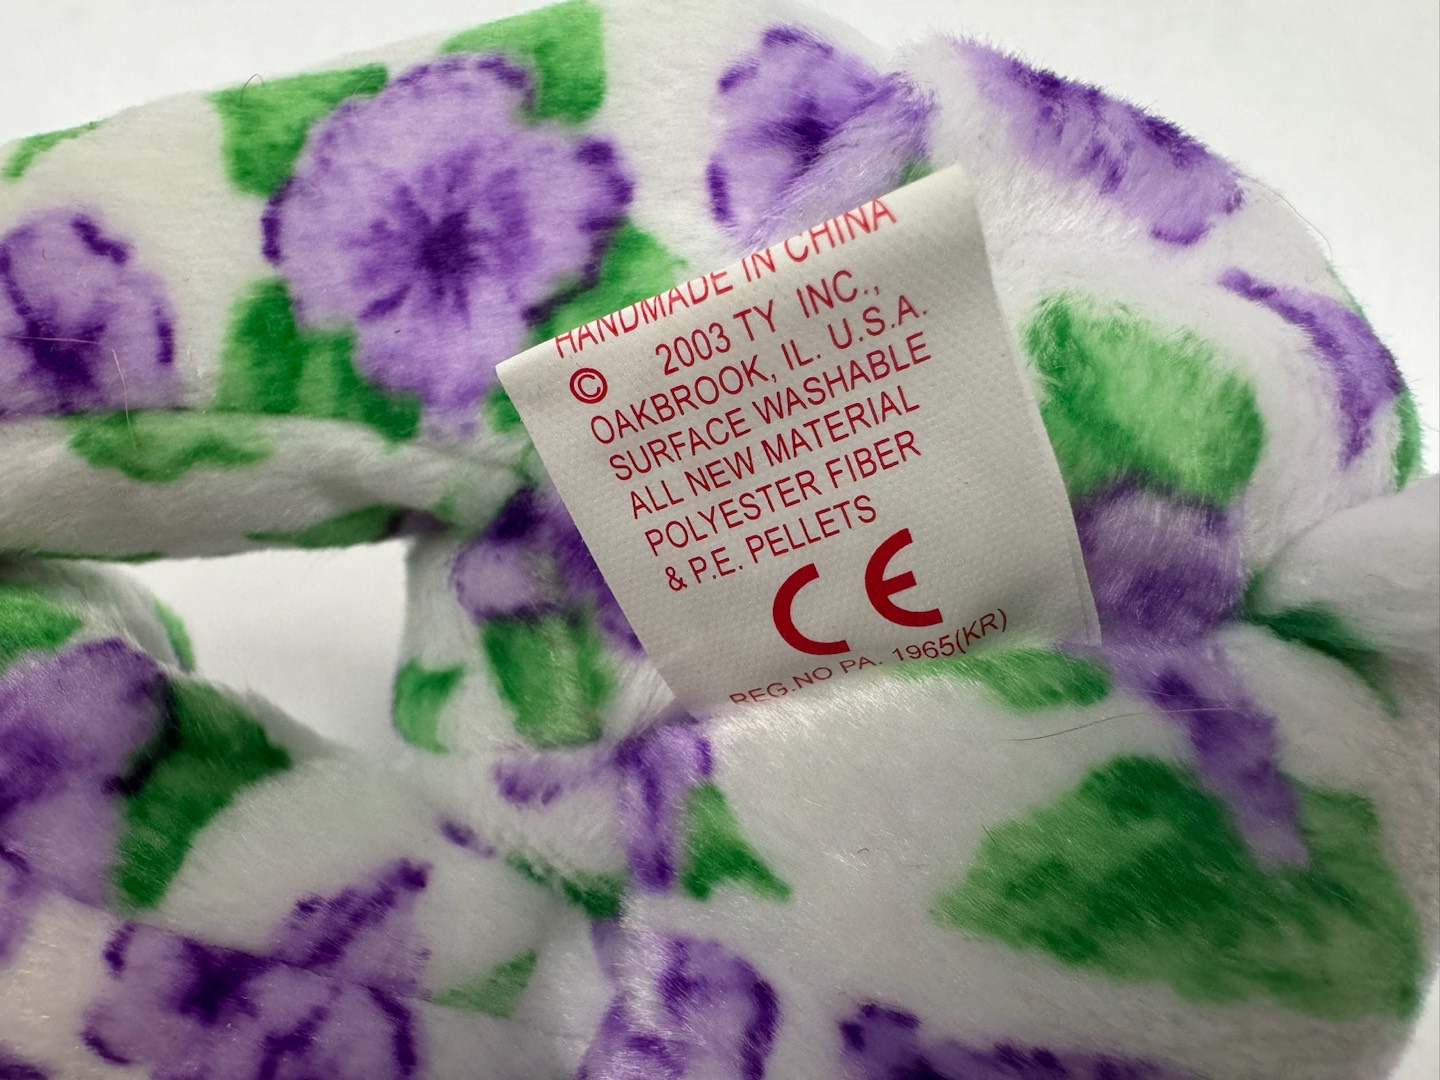 HANDMADE IN CHINA
© 2003 TY INC.,
OAKBROOK, IL. U.S.A.
SURFACE WASHABLE
ALL NEW MATERIAL
POLYESTER FIBER
& P.E. PELLETS
CE
REG.NO PA. 1965(KR)